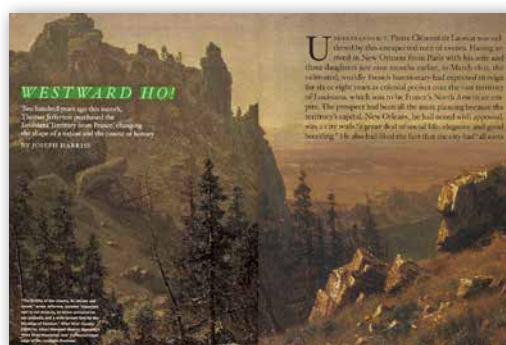 WESTWARD HO!
Two hundred years ago this month,
Thomas Jefferson purchased the
Louisiana Territory from France, changing
the shape of a nation and the course of history
BY JOSEPH HARRISS
UNDERSTANDABLY, Pierre Clément de Laussat was
by this unexpected turn of events. Having ar-
rived in New Orleans from Paris with his wife and
three daughters just nine months earlier, in March 1803, the
cultivated, worldly French functionary had expected to reign
for six or eight years as colonial prefect over the vast territory
of Louisiana, which was to be France's North American em-
pire. The prospect had been all the more pleasing because the
territory's capital, New Orleans, he had noted with approval,
was a city with "a great deal of social life, elegance and good
breeding." He also had liked the fact that the city had "all sorts